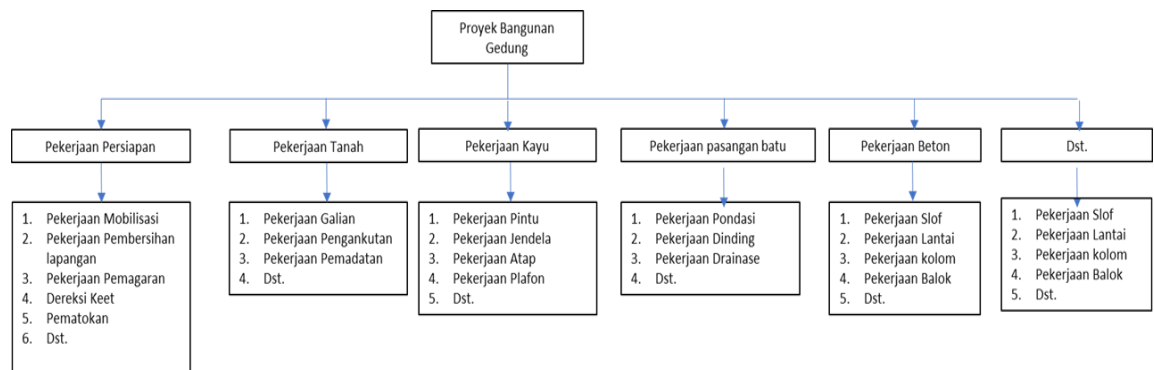 Proyek Bangunan
Gedung
Pekerjaan Persiapan
Pekerjaan Tanah
Pekerjaan Kayu
Pekerjaan pasangan batu
Pekerjaan Beton
Dst.
1. Pekerjaan Mobilisasi
2. Pekerjaan Pembersihan
lapangan
3. Pekerjaan Pemagaran
4. Dereksi Keet
5. Pematokan
6. Dst.
1. Pekerjaan Galian
2. Pekerjaan Pengankutan
3. Pekerjaan Pemadatan
4. Dst.
1. Pekerjaan Pintu
2. Pekerjaan Jendela
3. Pekerjaan Atap
4. Pekerjaan Plafon
5. Dst.
1. Pekerjaan Pondasi
2. Pekerjaan Dinding
3. Pekerjaan Drainase
4. Dst.
1. Pekerjaan Slof
2. Pekerjaan Lantai
3. Pekerjaan kolom
4. Pekerjaan Balok
5. Dst.
1. Pekerjaan Slof
2. Pekerjaan Lantai
3. Pekerjaan kolom
4. Pekerjaan Balok
5. Dst.